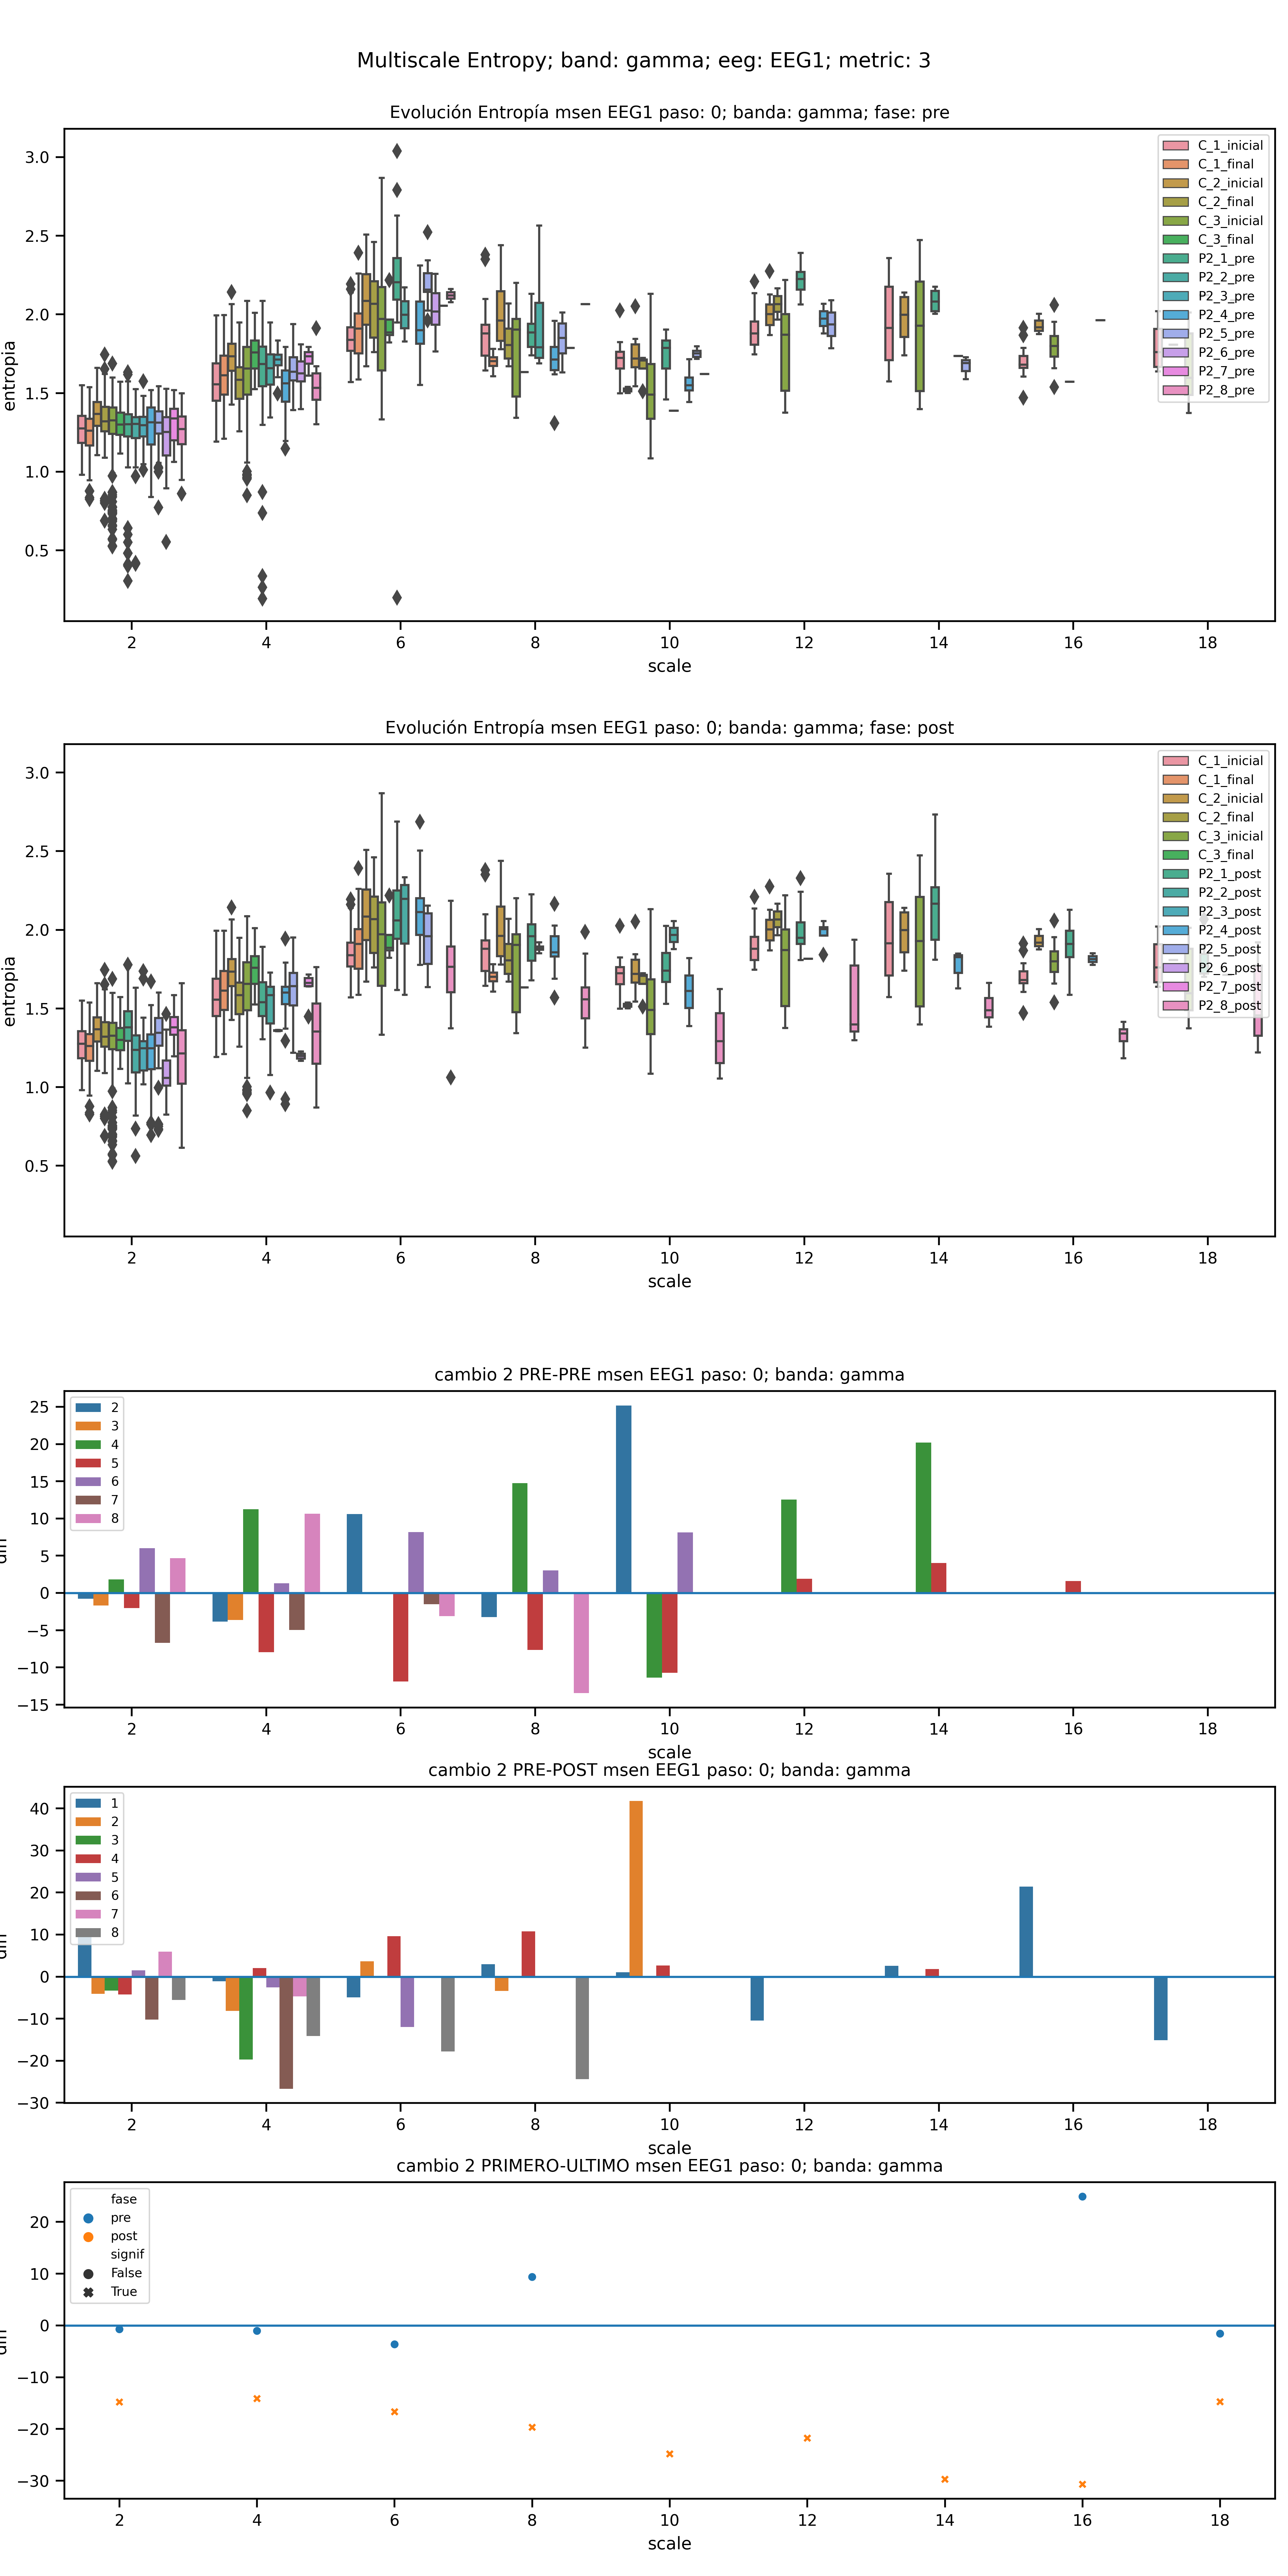 Multiscale Entropy; band: gamma; eeg: EEG1; metric: 3
Evolución Entropía msen EEG1 paso: 0; banda: gamma; fase: pre
entropia
3.0
2.5
2.0
1.5
1.0
0.5
C_1_inicial
C_1_final
C_2_inicial
C_2_final
C_3_inicial
C_3_final
P2_1_pre
P2_2_pre
P2_3_pre
P2_4_pre
P2_5_pre
P2_6_pre
P2_7_pre
P2_8_pre
2 4 6 8 10 12 14 16 18
scale
Evolución Entropía msen EEG1 paso: 0; banda: gamma; fase: post
entropia
3.0
2.5
2.0
1.5
1.0
0.5
C_1_inicial
C_1_final
C_2_inicial
C_2_final
C_3_inicial
C_3_final
P2_1_post
P2_2_post
P2_3_post
P2_4_post
P2_5_post
P2_6_post
P2_7_post
P2_8_post
2 4 6 8 10 12 14 16 18
scale
cambio 2 PRE-PRE msen EEG1 paso: 0; banda: gamma
25
20
15
10
5
0
−5
−10
−15
2
3
4
5
6
7
8
2 4 6 8 10 12 14 16 18
scale
cambio 2 PRE-POST msen EEG1 paso: 0; banda: gamma
40
30
20
10
0
−10
−20
−30
1
2
3
4
5
6
7
8
2 4 6 8 10 12 14 16 18
scale
cambio 2 PRIMERO-ULTIMO msen EEG1 paso: 0; banda: gamma
20
10
0
−10
−20
−30
fase
pre
post
signif
False
True
2 4 6 8 10 12 14 16 18
scale